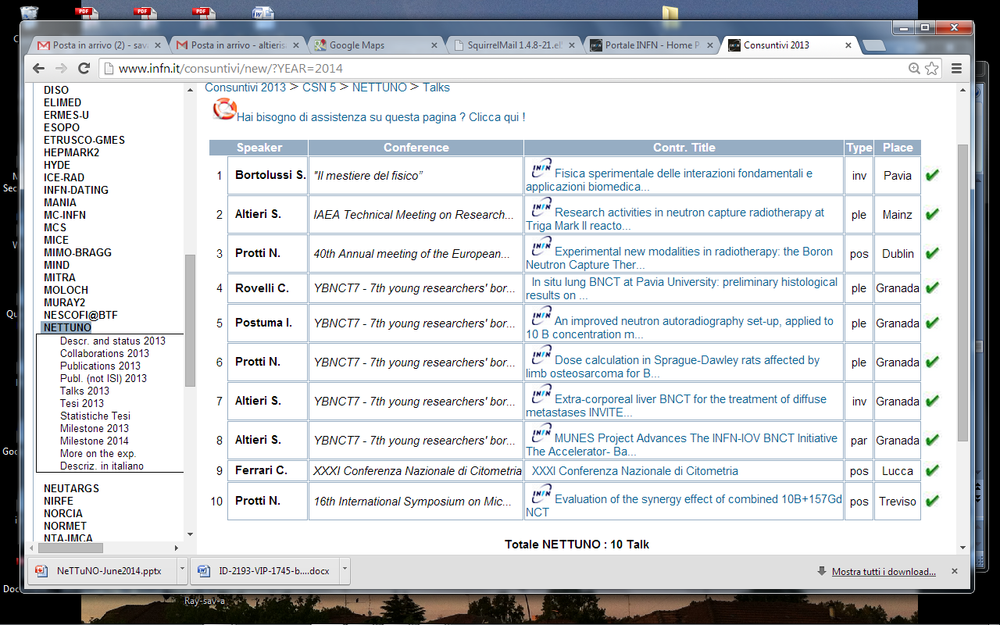 Posta in arrivo (2) - sava
Posta in arrivo - altieris
Google Maps
SquirrelMail 1.4.8-21.el5
Portale INFN - Home P
Consuntivi 2013
www.infn.it/consuntivi/new/?YEAR=2014
DISO
ELIMED
ERMES-U
ESOPO
ETRUSCO-GMES
HEPMARK2
HYDE
ICE-RAD
INFN-DATING
MANIA
MC-INFN
MCS
MICE
MIMO-BRAGG
MIND
MITRA
MOLOCH
MURAY2
NESCOFI@BTF
NETTUNO
Descr. and status 2013
Collaborations 2013
Publications 2013
Publ. (not ISI) 2013
Talks 2013
Tesi 2013
Statistiche Tesi
Milestone 2013
Milestone 2014
More on the exp.
Descriz. in italiano
NEUTARGS
NIRFE
NORCIA
NORMET
NTA-IMCA
Consuntivi 2013 > CSN 5 > NETTUNO > Talks
Hai bisogno di assistenza su questa pagina ? Clicca qui !
Speaker Conference Contr. Title Type Place
1 Bortolussi S. "Il mestiere del fisico” INFN Fisica sperimentale delle interazioni fondamentali e inv Pavia
applicazioni biomedica...
2 Altieri S. IAEA Technical Meeting on Research... INFN Research activities in neutron capture radiotherapy at ple Mainz
Triga Mark II reacto...
3 Protti N. 40th Annual meeting of the European... INFN Experimental new modalities in radiotherapy: the Boron pos Dublin
Neutron Capture Ther...
4 Rovelli C. YBNCT7 - 7th young researchers' bor... In situ lung BNCT at Pavia University: preliminary histological ple Granada
results on ...
5 Postuma I. YBNCT7 - 7th young researchers' bor... INFN An improved neutron autoradiography set-up, applied to ple Granada
10 B concentration m...
6 Protti N. YBNCT7 - 7th young researchers' bor... INFN Dose calculation in Sprague-Dawley rats affected by ple Granada
limb osteosarcoma for B...
7 Altieri S. YBNCT7 - 7th young researchers' bor... INFN Extra-corporeal liver BNCT for the treatment of diffuse inv Granada
metastases INVITE...
8 Altieri S. YBNCT7 - 7th young researchers' bor... INFN MUNES Project Advances The INFN-IOV BNCT Initiative par Granada
The Accelerator- Ba...
9 Ferrari C. XXXI Conferenza Nazionale di Citometria XXXI Conferenza Nazionale di Citometria pos Lucca
10 Protti N. 16th International Symposium on Mic... INFN Evaluation of the synergy effect of combined 10B+157Gd pos Treviso
NCT
Totale NETTUNO : 10 Talk
NeTTuNO-June2014.pptx
ID-2193-VIP-1745-b....docx
Mostra tutti i download...
Ray-sav-a